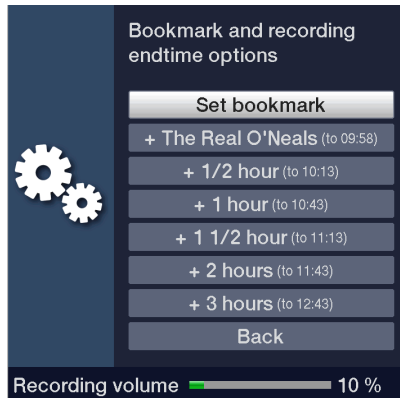 Bookmark and recording
endtime options
Set bookmark
+ The Real O'Neals (to 09:58)
+ 1/2 hour (to 10:13)
+ 1 hour (to 10:43)
+ 1 1/2 hour (to 11:13)
+ 2 hours (to 11:43)
+ 3 hours (to 12:43)
Back
Recording volume 10 %